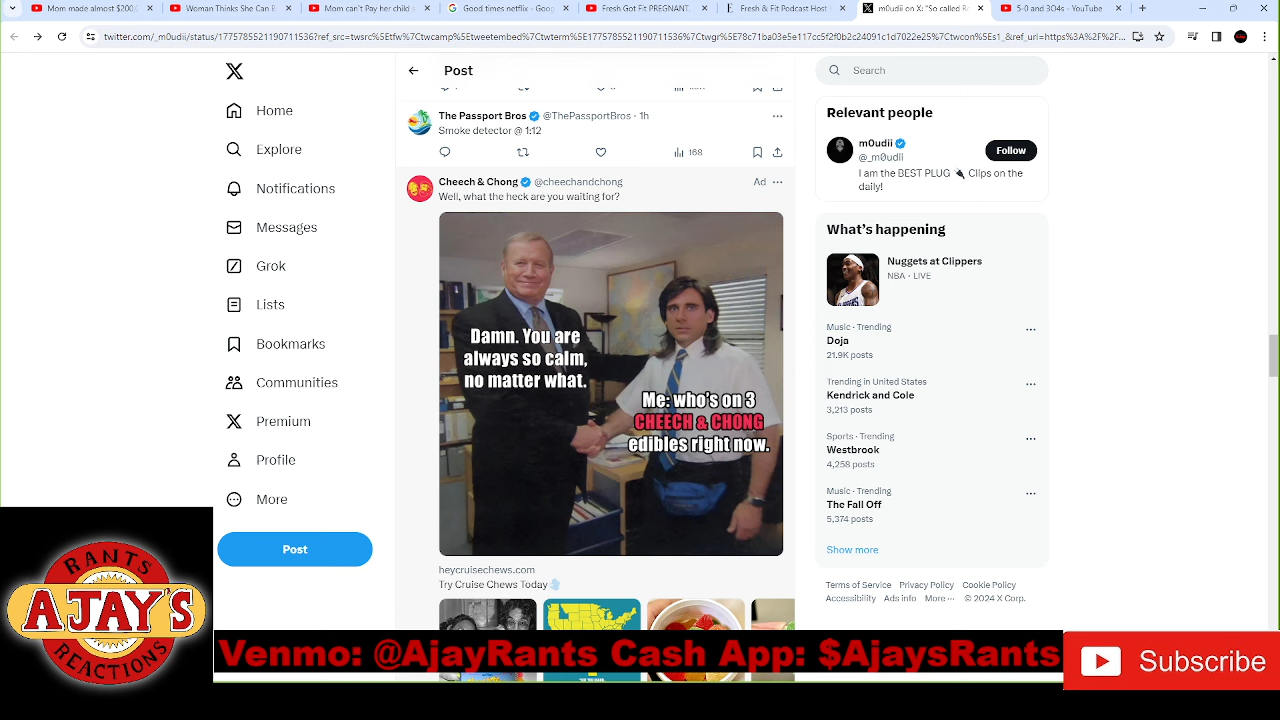 Mom made almost $200,
Woman Thinks She Can B
Mom can't Pay her child s
Good times netflix - Goog
Fresh Got Fit PREGNANT.
Fresh & Fit Podcast Host
m0udii on X: "So called R
5-0 and 3O4s - YouTube
twitter.com/_m0udii/status/1775785521190711536?ref_src=twsrc%5Etfw%7Ctwcamp%5Etweetembed%7Ctwterm%5E1775785521190711536%7Ctwgr%5E78c71ba03e5e117cc5f2f0b2c24091c1d7022e25%7Ctwcon%5Es1_&ref_url=https%3A%2F%2F...
Post
Search
Home
Explore
Notifications
Messages
Grok
Lists
Bookmarks
Communities
Premium
Profile
More
Post
The Passport Bros @ThePassportBros · 1h
Smoke detector @ 1:12
168
Cheech & Chong @cheechandchong Ad
Well, what the heck are you waiting for?
Damn. You are
always so calm,
no matter what.
Me: who's on 3
CHEECH & CHONG
edibles right now.
heycruisechews.com
Try Cruise Chews Today
Relevant people
m0udii
@_m0udii
Follow
I am the BEST PLUG Clips on the
daily!
What's happening
Nuggets at Clippers
NBA · LIVE
Music · Trending
Doja
21.9K posts
Trending in United States
Kendrick and Cole
3,213 posts
Sports · Trending
Westbrook
4,258 posts
Music · Trending
The Fall Off
5,374 posts
Show more
Terms of Service Privacy Policy Cookie Policy
Accessibility Ads info More ··· © 2024 X Corp.
RANTS
AJAY'S
REACTIONS
Venmo: @AjayRants Cash App: $AjaysRants
Subscribe